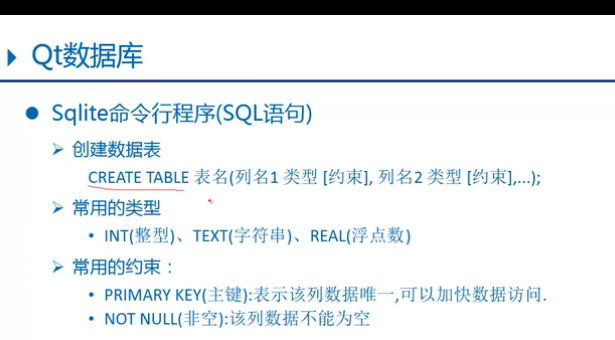 Qt数据库
Sqlite命令行程序(SQL语句)
创建数据表
CREATE TABLE 表名(列名1 类型 [约束], 列名2 类型 [约束],...);
常用的类型
INT(整型)、TEXT(字符串)、REAL(浮点数)
常用的约束：
PRIMARY KEY(主键):表示该列数据唯一,可以加快数据访问.
NOT NULL(非空):该列数据不能为空